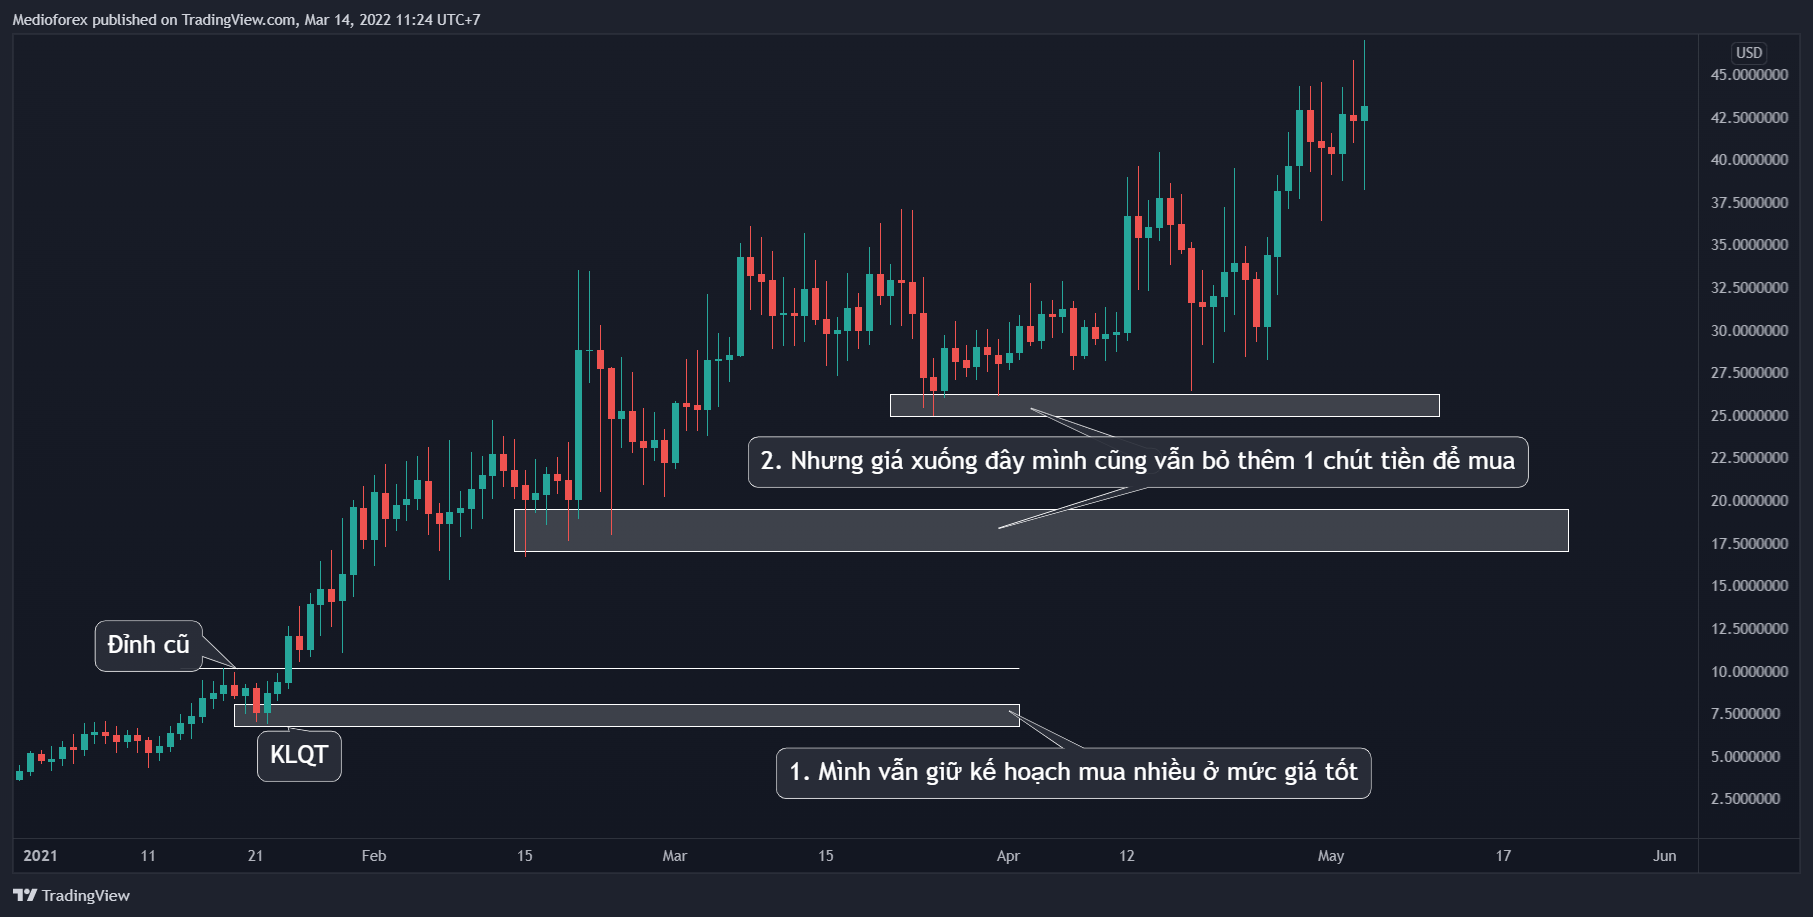 Medioforex published on TradingView.com, Mar 14, 2022 11:24 UTC+7
USD
45.0000000
42.5000000
40.0000000
37.5000000
35.0000000
32.5000000
30.0000000
27.5000000
25.0000000
2. Nhưng giá xuống đây mình cũng vẫn bỏ thêm 1 chút tiền để mua
22.5000000
20.0000000
17.5000000
15.0000000
12.5000000
Đỉnh cũ
10.0000000
7.5000000
KLQT
5.0000000
1. Mình vẫn giữ kế hoạch mua nhiều ở mức giá tốt
2.5000000
2021 11 21 Feb 15 Mar 15 Apr 12 May 17 Jun
TradingView